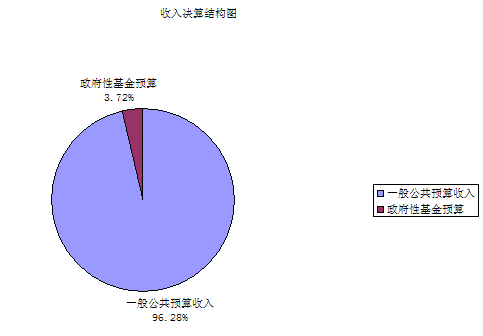 收入决算结构图
政府性基金预算
3.72%
一般公共预算收入
政府性基金预算
一般公共预算收入
96.28%